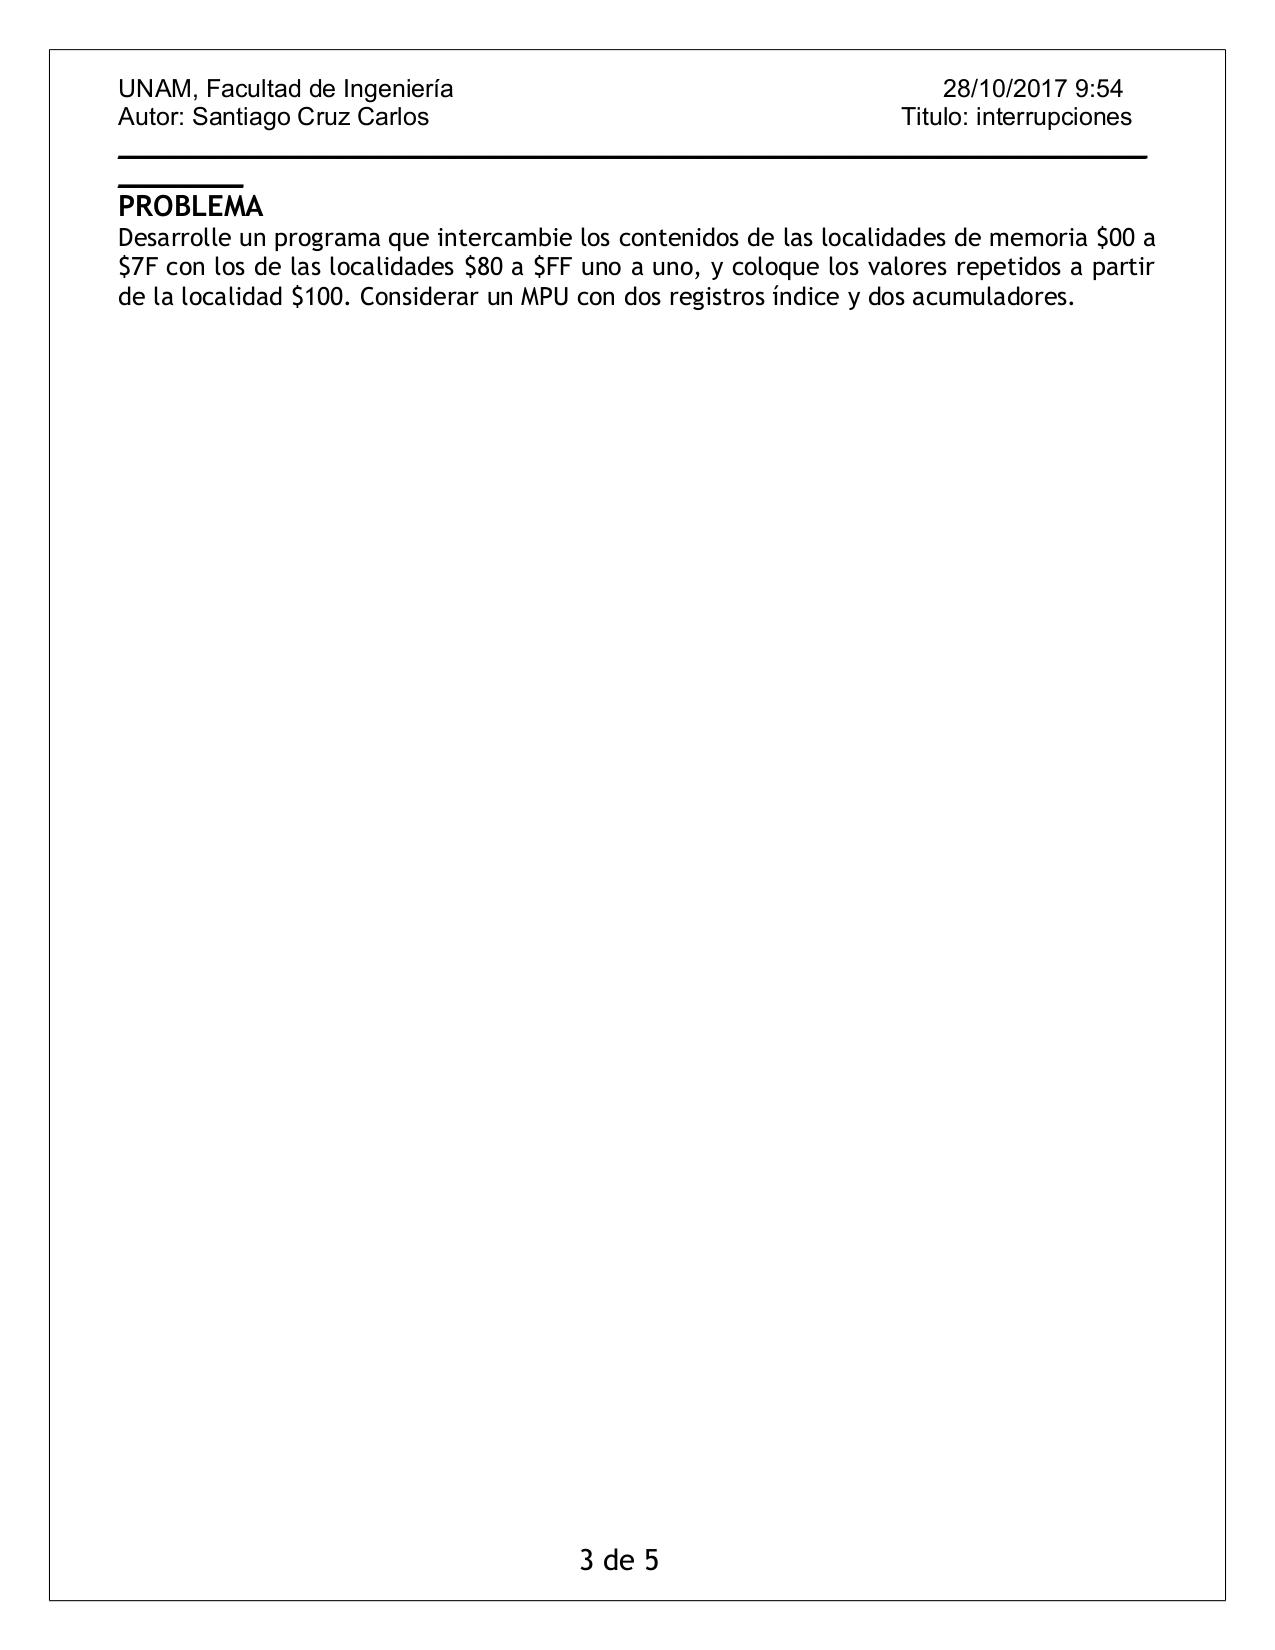 UNAM, Facultad de Ingeniería 28/10/2017 9:54
Autor: Santiago Cruz Carlos Titulo: interrupciones
PROBLEMA
Desarrolle un programa que intercambie los contenidos de las localidades de memoria $00 a
$7F con los de las localidades $80 a $FF uno a uno, y coloque los valores repetidos a partir
de la localidad $100. Considerar un MPU con dos registros índice y dos acumuladores.
3 de 5